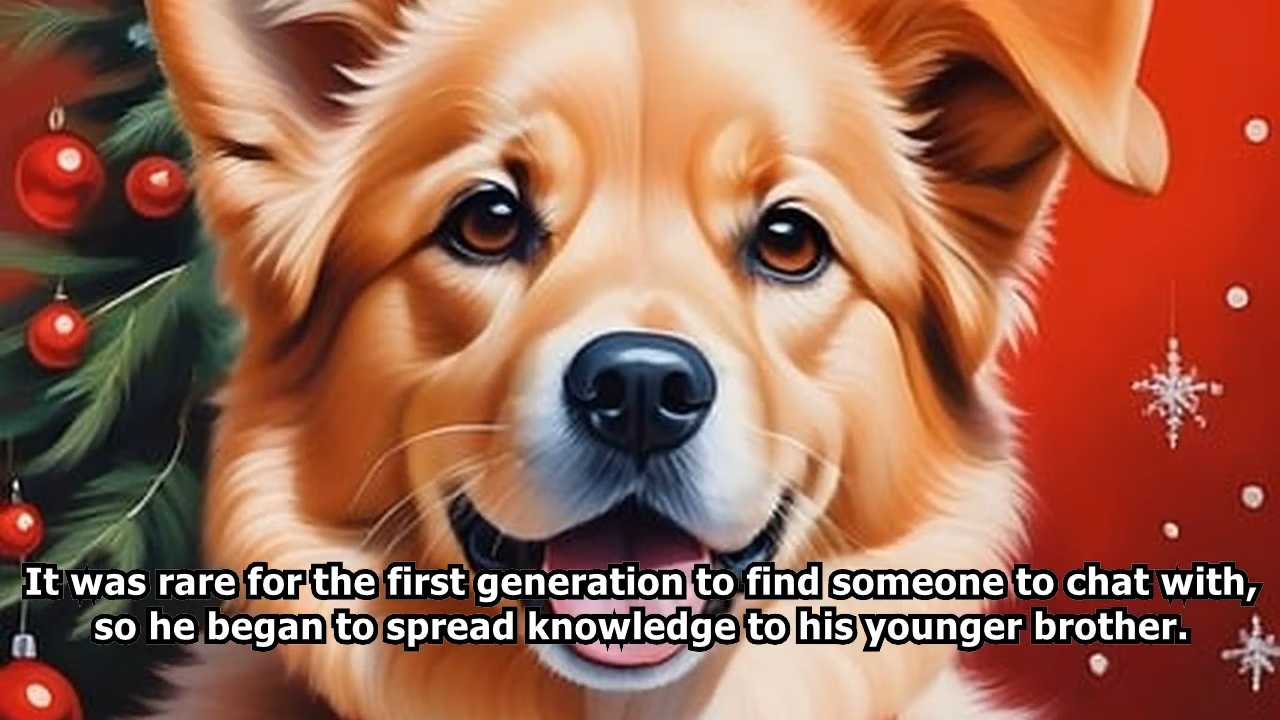 It was rare for the first generation to find someone to chat with,
so he began to spread knowledge to his younger brother.